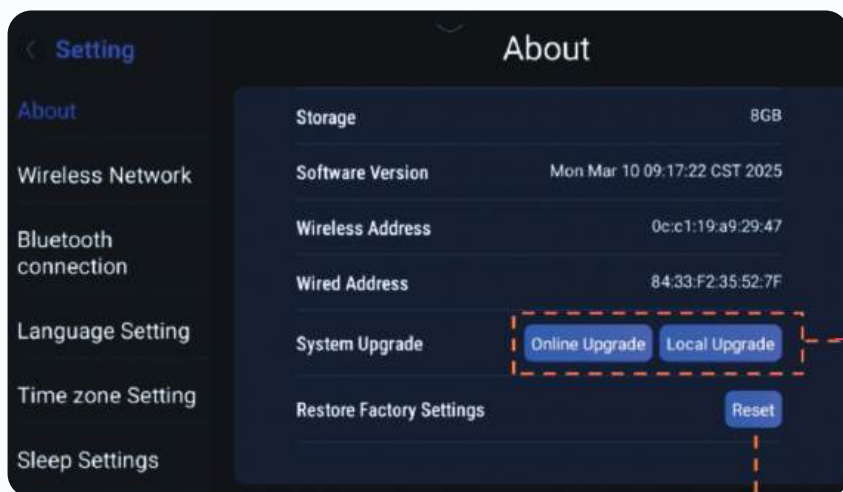 Setting
About
About
Wireless Network
Bluetooth
connection
Language Setting
Time zone Setting
Sleep Settings
Storage 8GB
Software Version Mon Mar 10 09:17:22 CST 2025
Wireless Address 0c:c1:19:a9:29:47
Wired Address 84:33:F2:35:52:7F
System Upgrade Online Upgrade Local Upgrade
Restore Factory Settings Reset